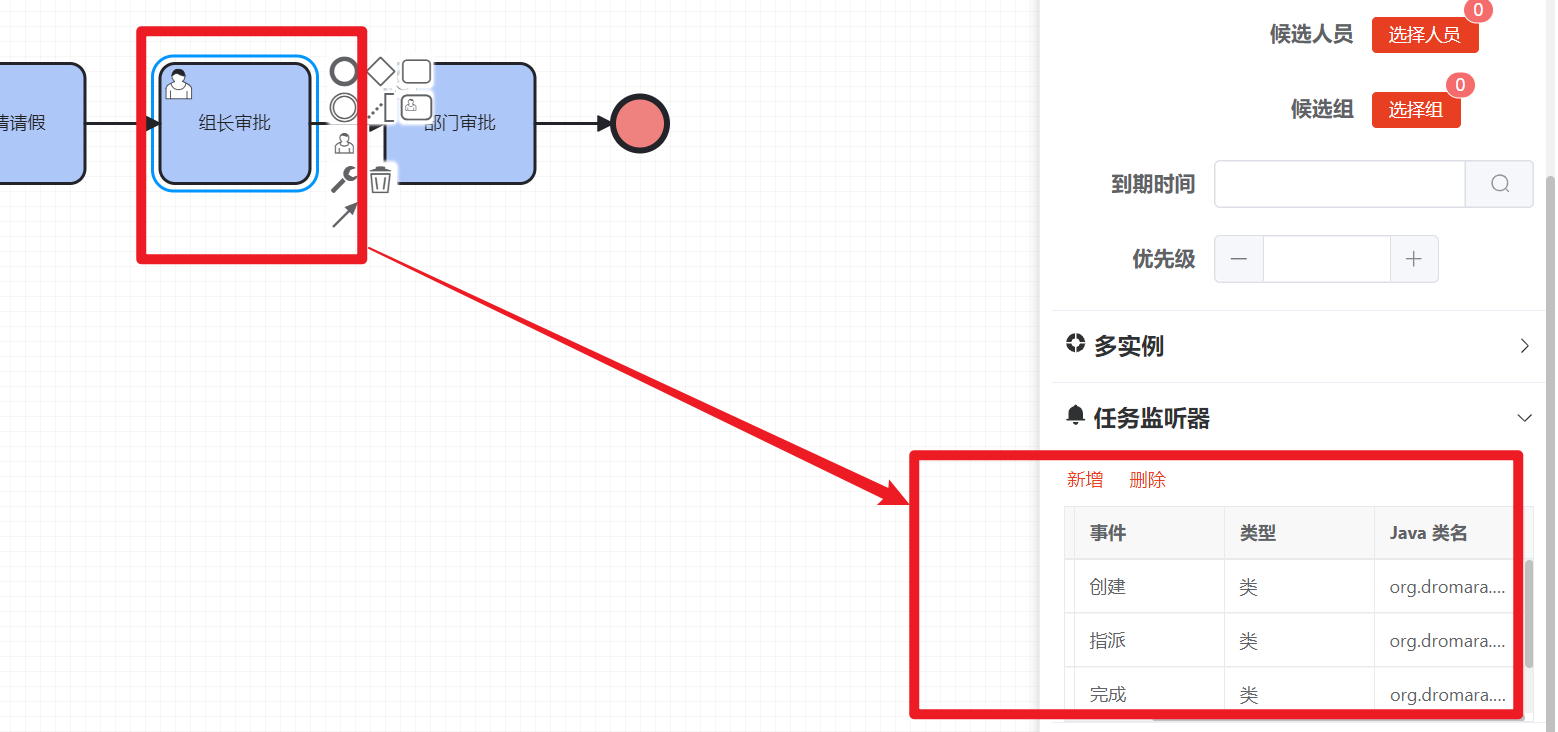 请请假
组长审批
部门审批
候选人员
选择人员
0
候选组
选择组
0
到期时间
优先级
多实例
任务监听器
新增 删除
事件 类型 Java 类名
创建 类 org.dromara....
指派 类 org.dromara....
完成 类 org.dromara....